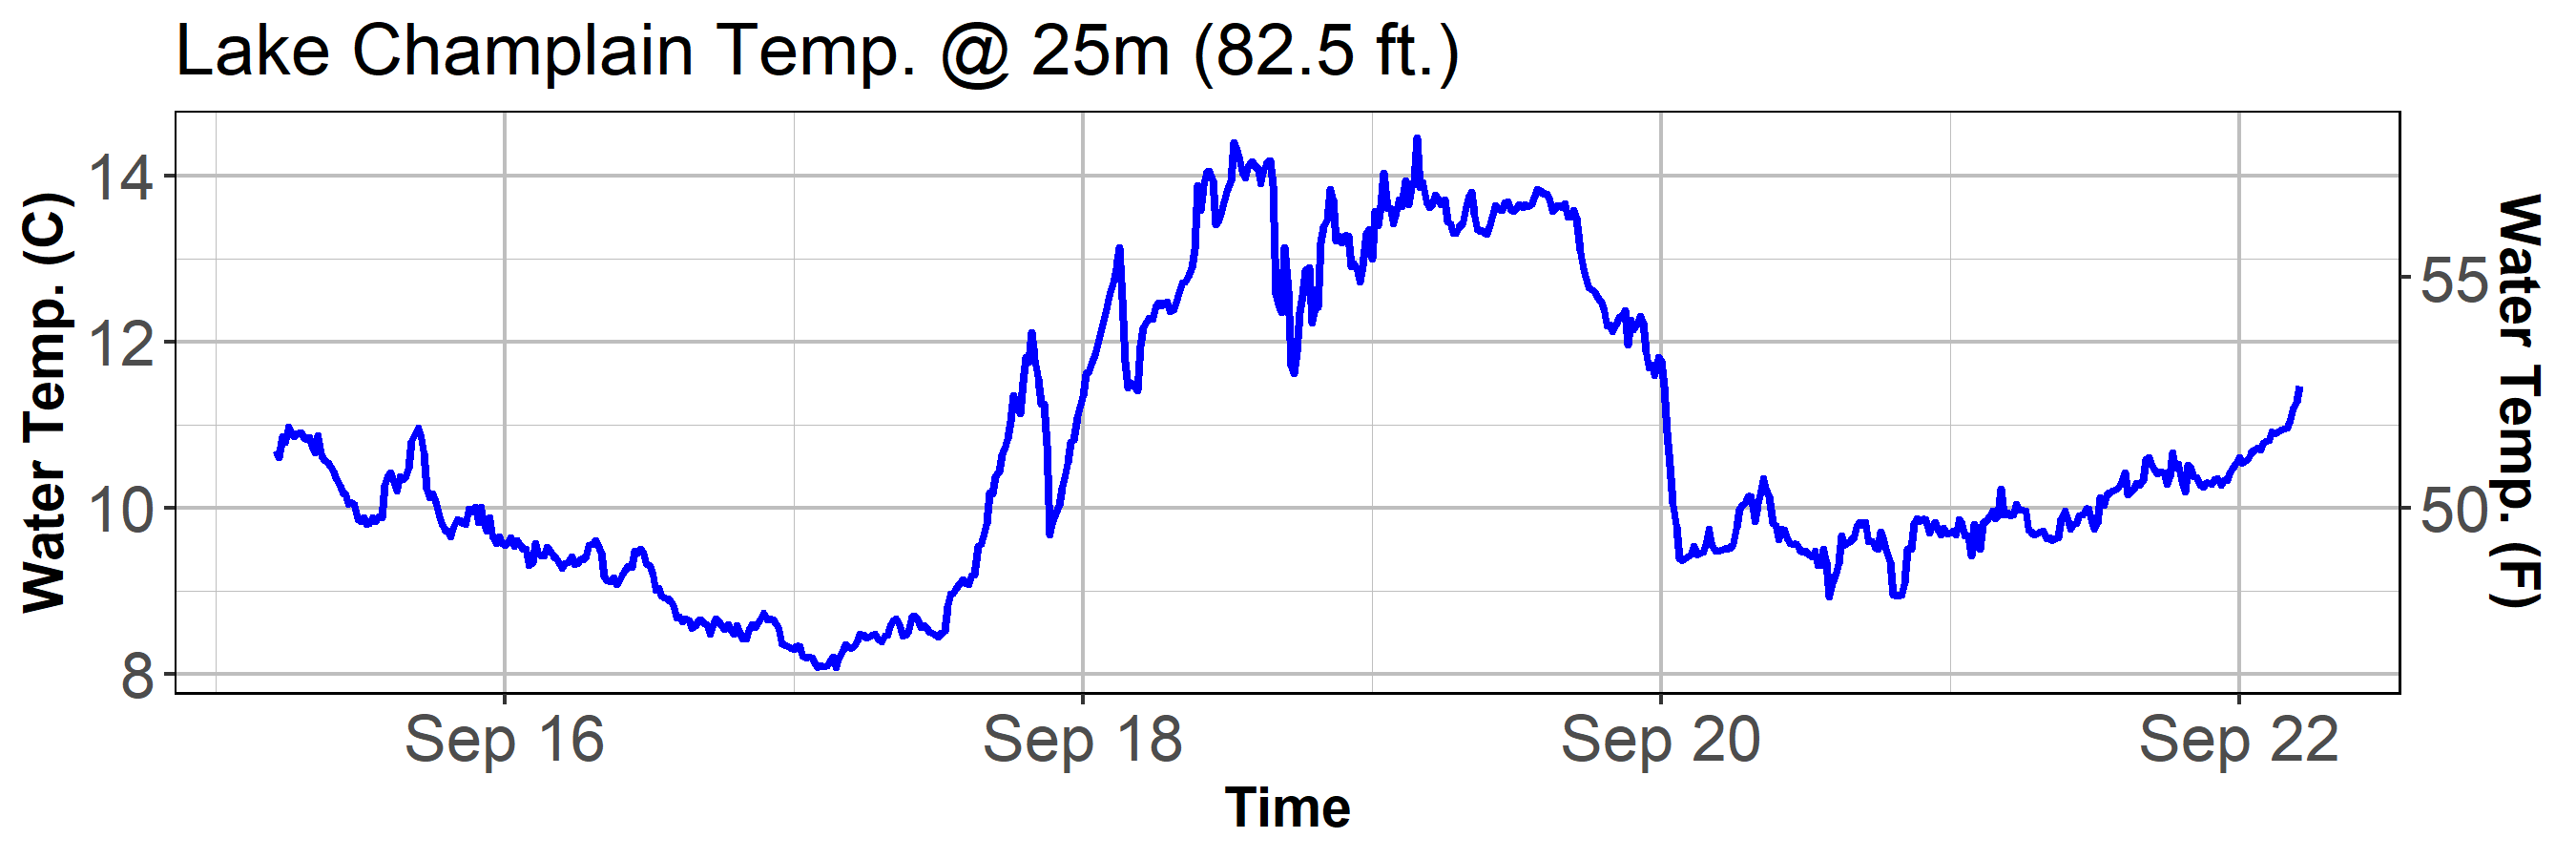 Lake Champlain Temp. @ 25m (82.5 ft.)
Water Temp. (C)
14
12
10
8
55
50
Water Temp. (F)
Sep 16
Sep 18
Sep 20
Sep 22
Time